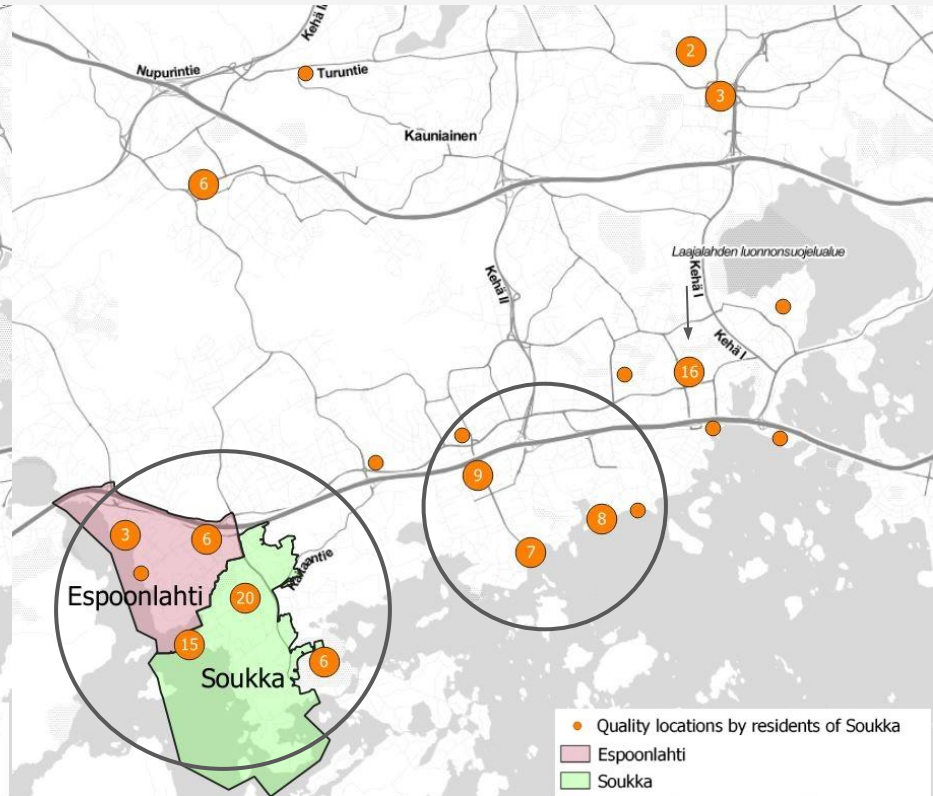 Kehä II
2
Nupurintie
Turuntie
3
Kauniainen
6
Laajalahden luonnonsuojelualue
Kehä I
Kehä II
Kehä I
16
9
8
3
6
7
Espoonlahti
20
15
6
Soukka
Quality locations by residents of Soukka
Espoonlahti
Soukka